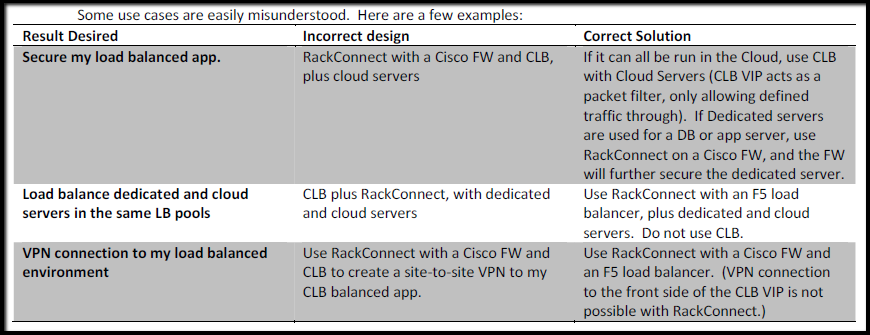 Some use cases are easily misunderstood.  Here are a few examples:
Result Desired
Incorrect design
Correct Solution
Secure my load balanced app.
RackConnect with a Cisco FW and CLB,
plus cloud servers
If it can all be run in the Cloud, use CLB
with Cloud Servers (CLB VIP acts as a
packet filter, only allowing defined
traffic through).  If Dedicated servers
are used for a DB or app server, use
RackConnect on a Cisco FW, and the FW
will further secure the dedicated server.
Load balance dedicated and cloud
servers in the same LB pools
CLB plus RackConnect, with dedicated
and cloud servers
Use RackConnect with an F5 load
balancer, plus dedicated and cloud
servers.  Do not use CLB.
VPN connection to my load balanced
environment
Use RackConnect with a Cisco FW and
CLB to create a site-to-site VPN to my
CLB balanced app.
Use RackConnect with a Cisco FW and
an F5 load balancer.  (VPN connection
to the front side of the CLB VIP is not
possible with RackConnect.)